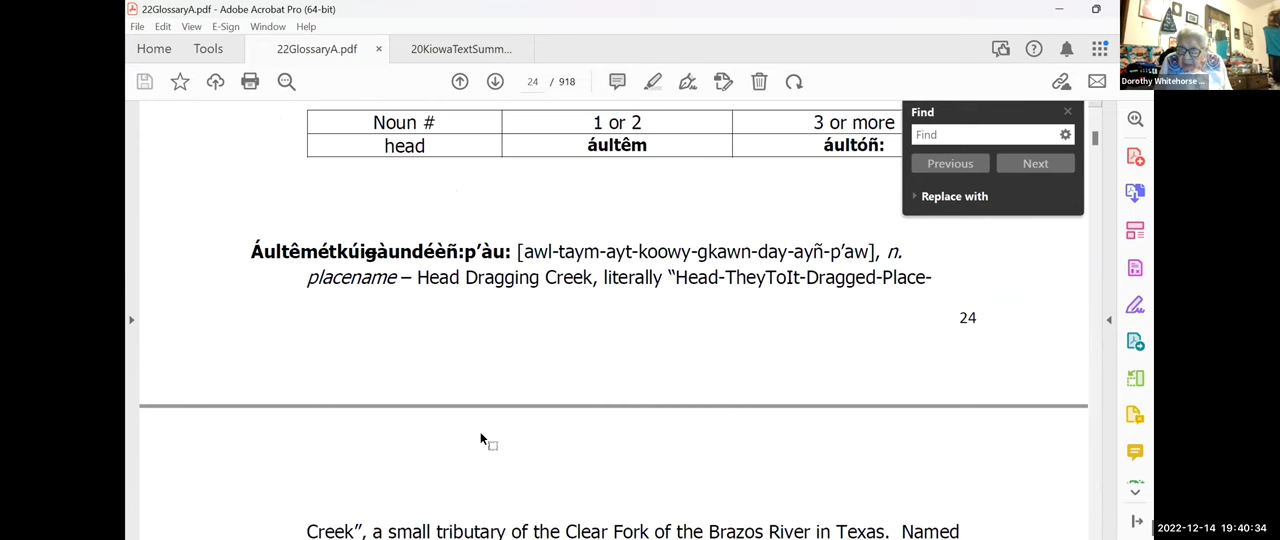 22GlossaryA.pdf - Adobe Acrobat Pro (64-bit)
File Edit View E-Sign Window Help
Home Tools 22GlossaryA.pdf × 20KiowaTextSumm...
24 / 918
Dorothy Whitehorse ...
Noun # 1 or 2 3 or more
head áultêm áultóñ:
Find
Find
Previous Next
Replace with
Áultêmétkúig̶àundéèñ:p’àu: [awl-taym-ayt-koowy-gkawn-day-ayñ-p’aw], n.
placename – Head Dragging Creek, literally “Head-TheyToIt-Dragged-Place-
24
Creek”, a small tributary of the Clear Fork of the Brazos River in Texas. Named
2022-12-14 19:40:34